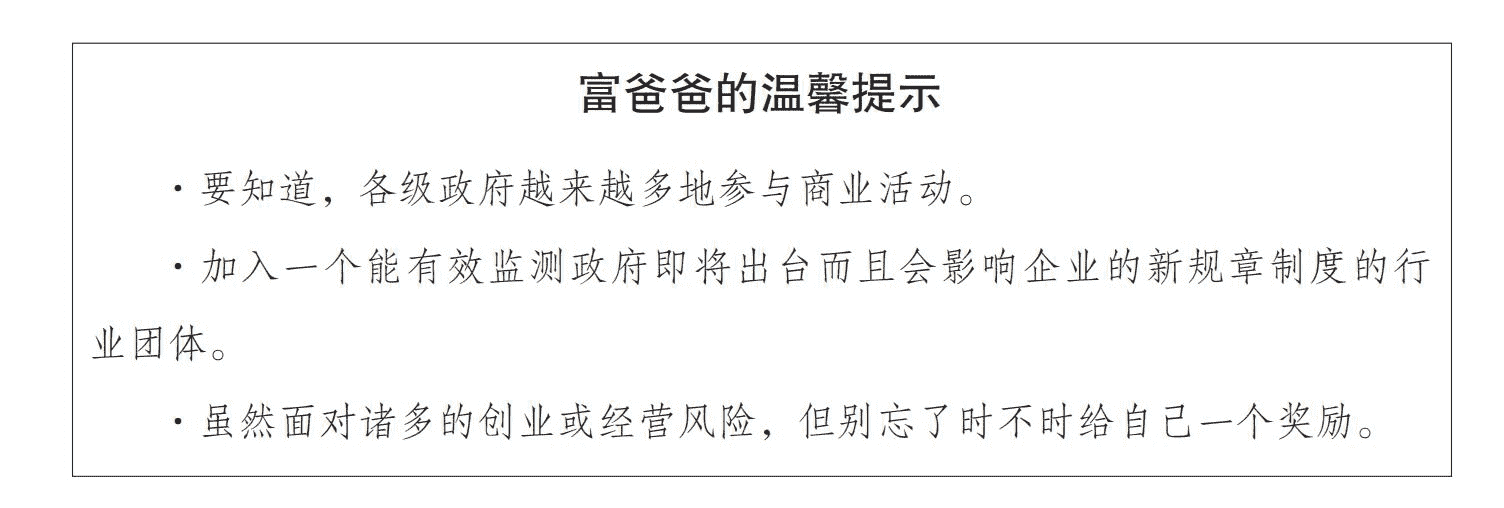 富爸爸的温馨提示
·要知道，各级政府越来越多地参与商业活动。
·加入一个能有效监测政府即将出台而且会影响企业的新规章制度的行
业团体。
·虽然面对诸多的创业或经营风险，但别忘了时不时给自己一个奖励。